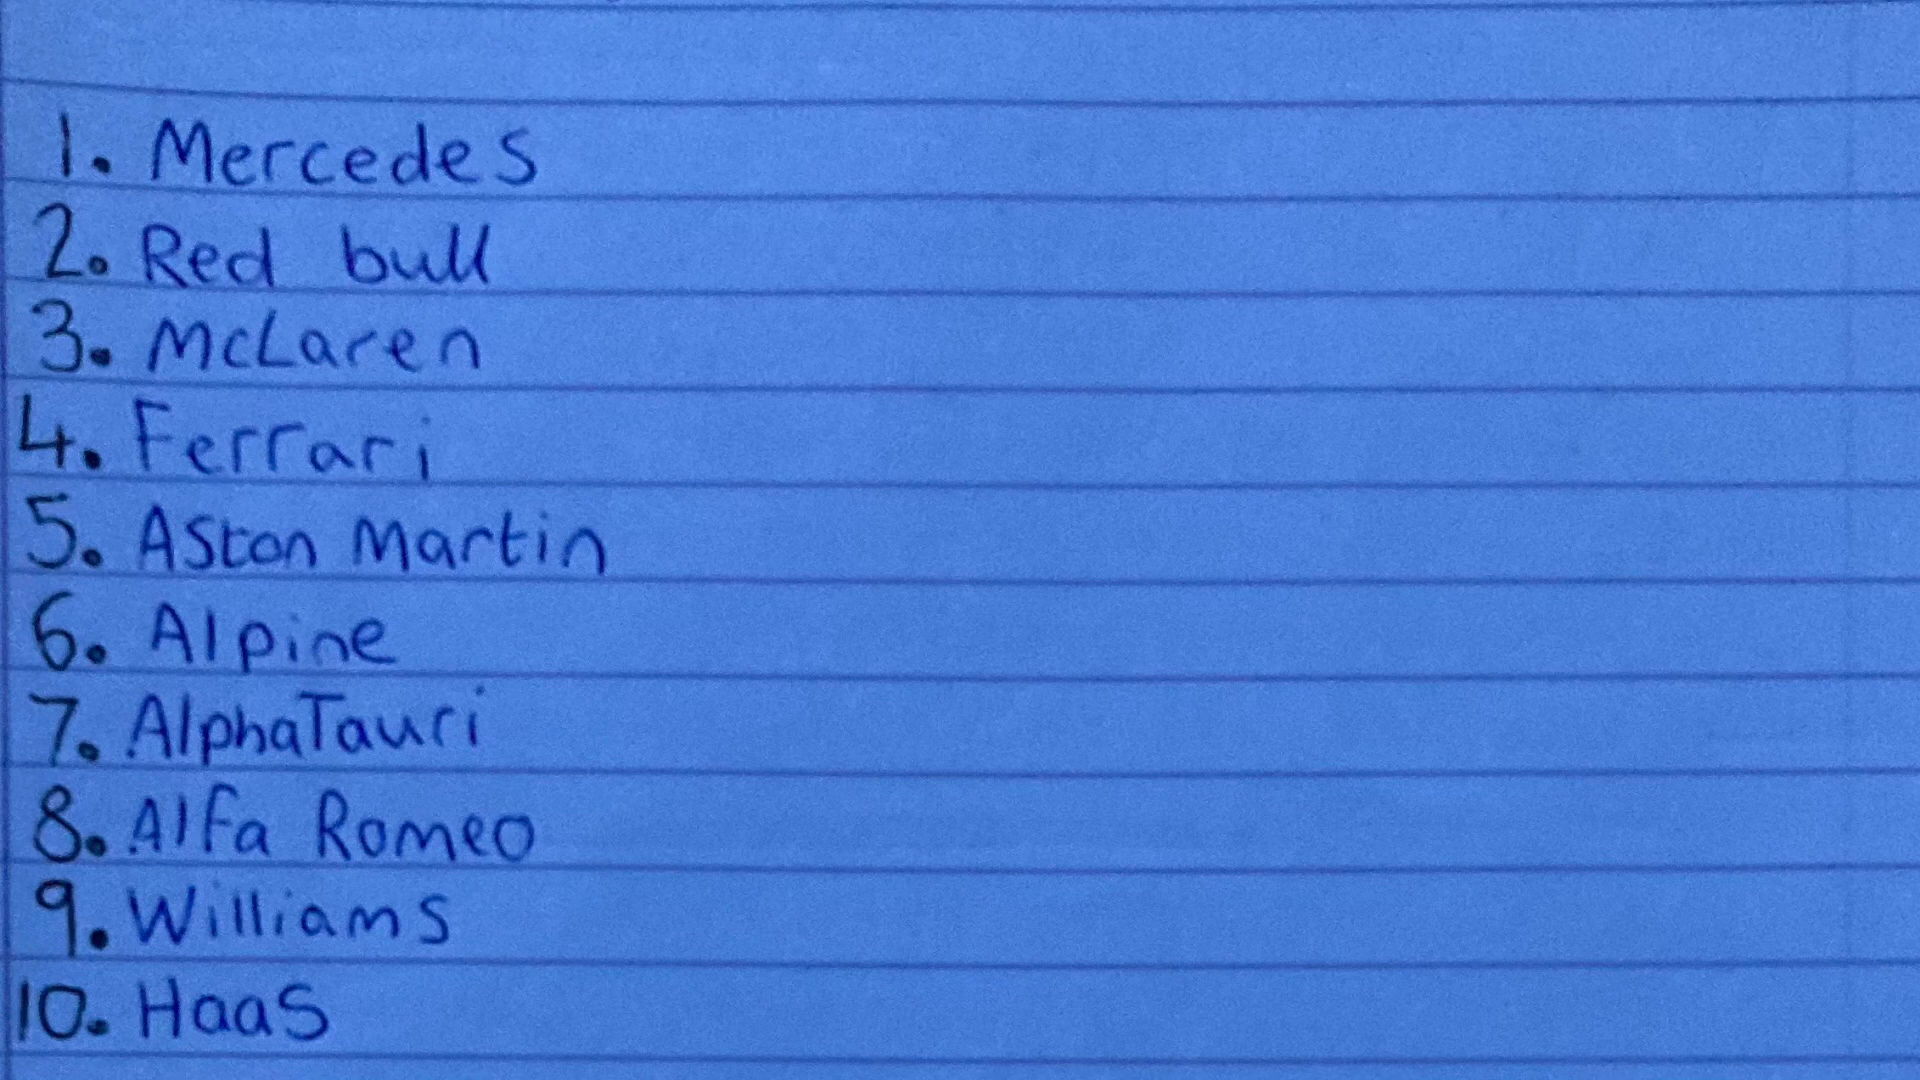 1. Mercedes
2. Red bull
3. McLaren
4. Ferrari
5. Aston Martin
6. Alpine
7. AlphaTauri
8. Alfa Romeo
9. Williams
10. Haas